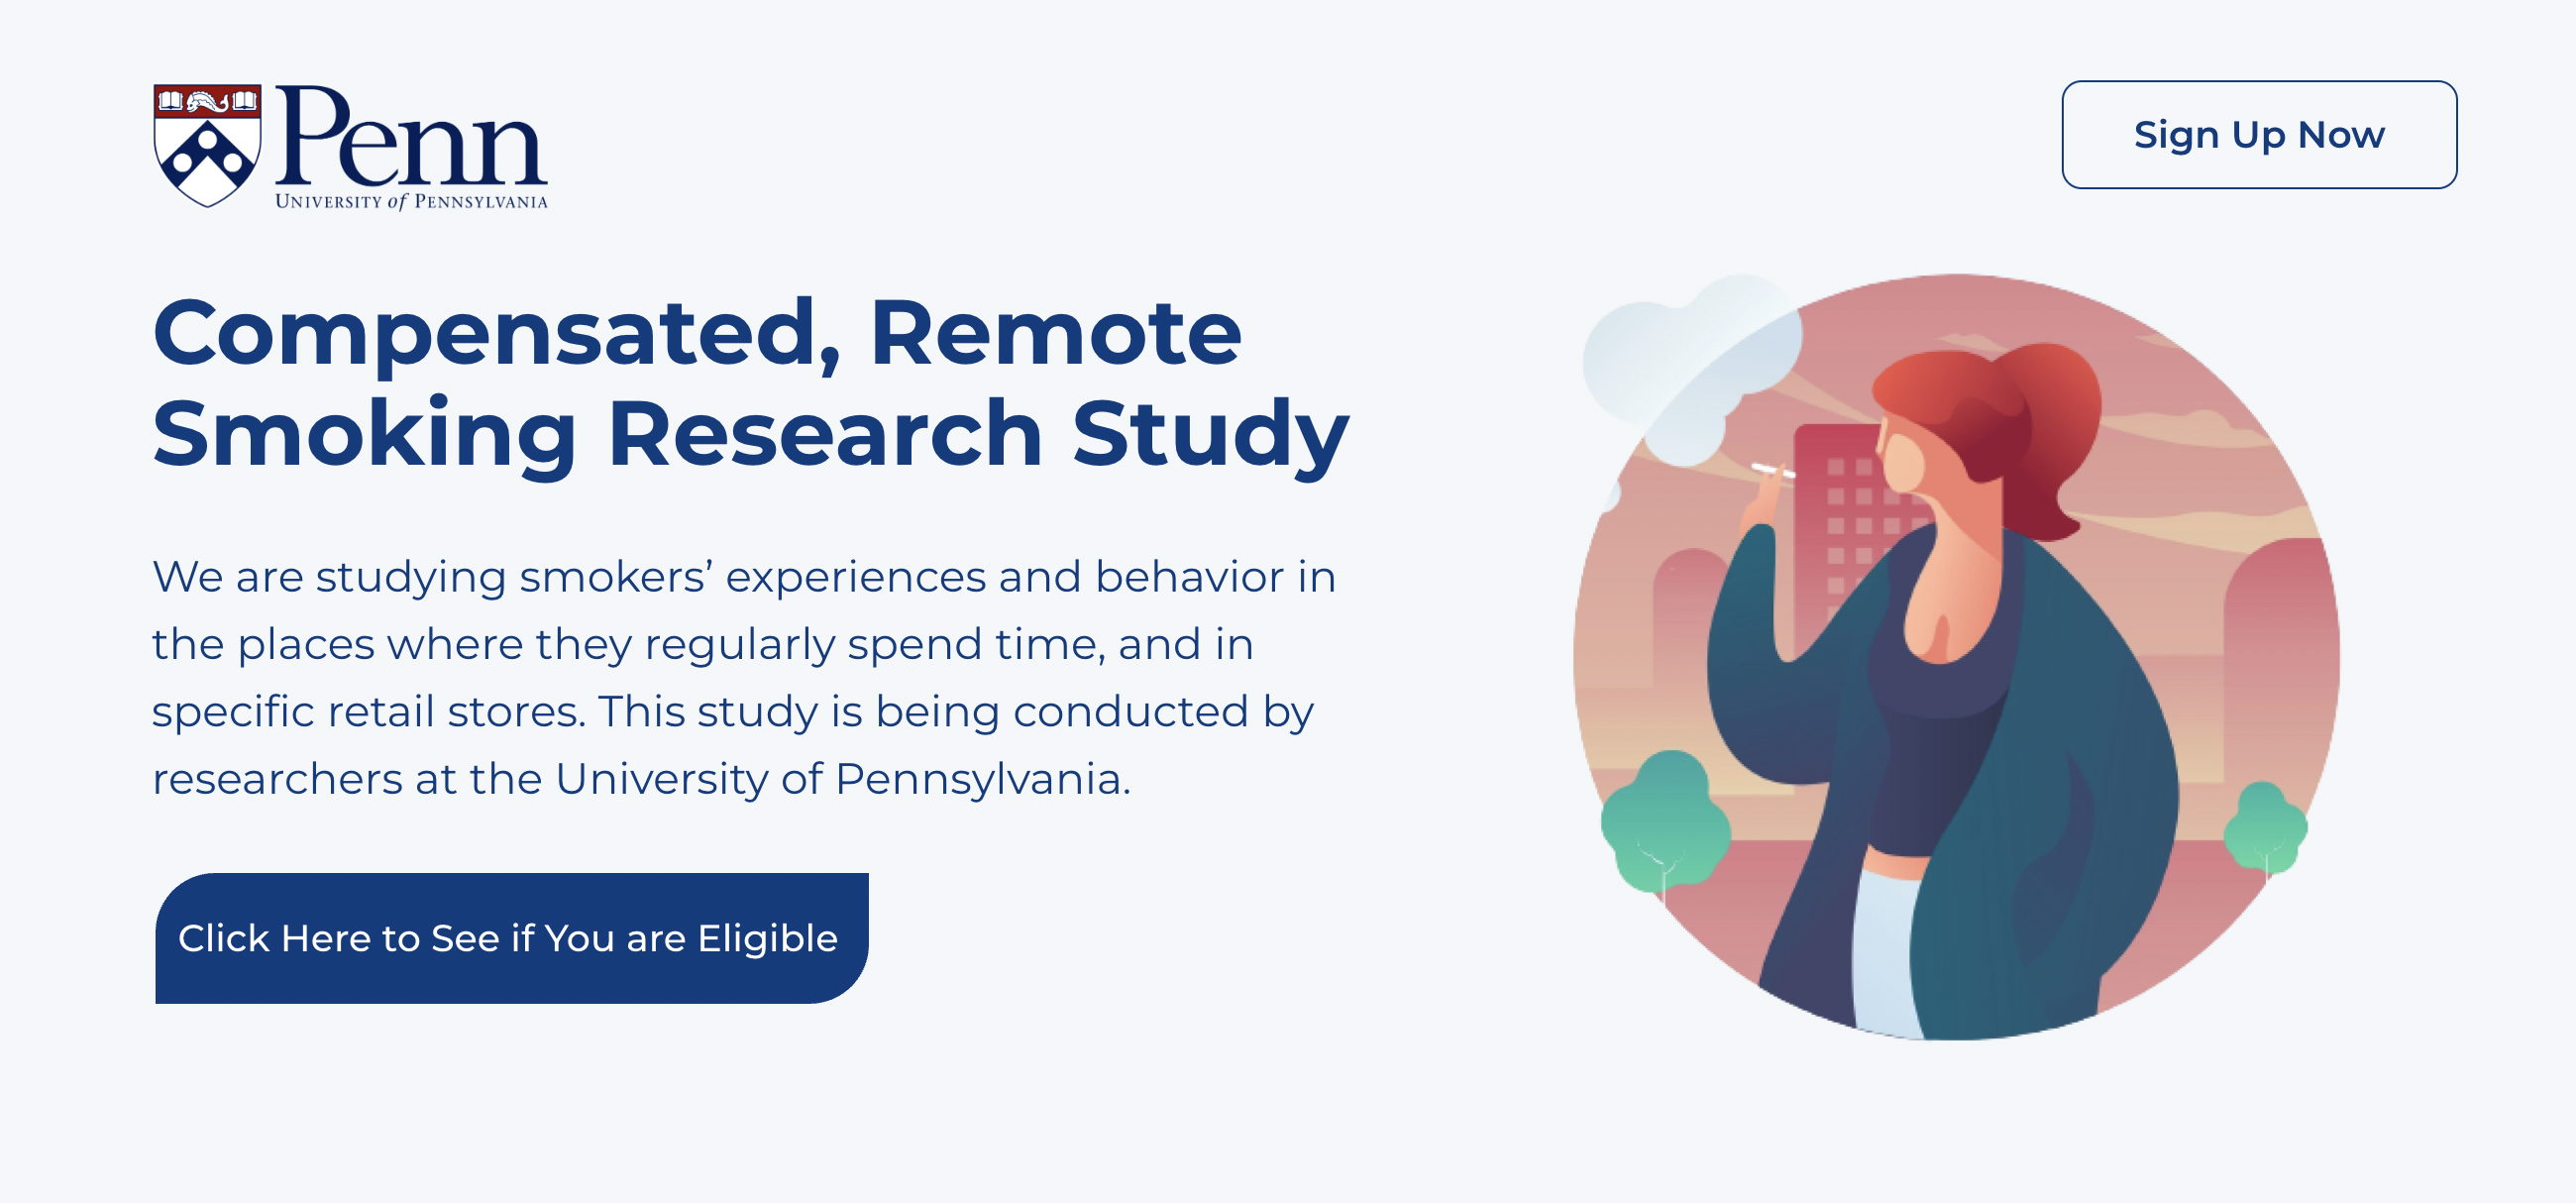 Penn
UNIVERSITY of PENNSYLVANIA
Sign Up Now
Compensated, Remote
Smoking Research Study
We are studying smokers’ experiences and behavior in
the places where they regularly spend time, and in
specific retail stores. This study is being conducted by
researchers at the University of Pennsylvania.
Click Here to See if You are Eligible